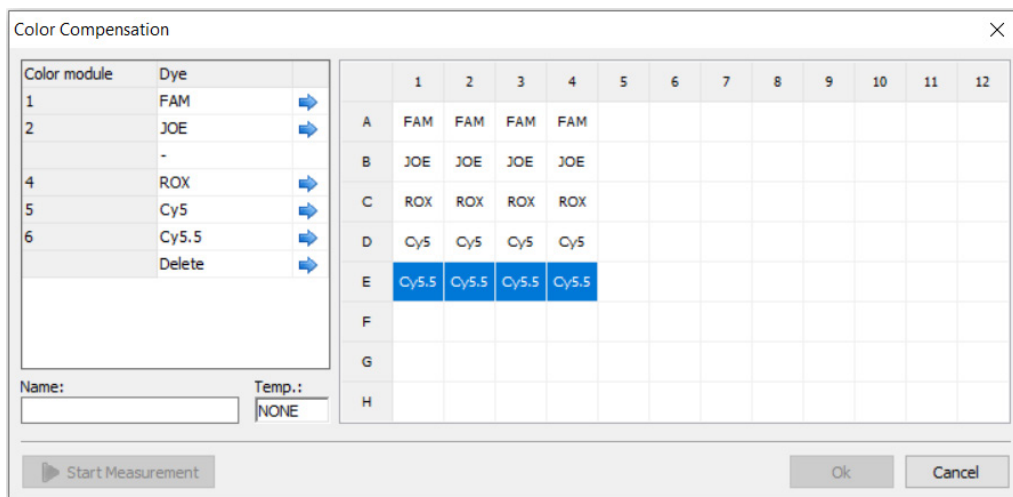 Color Compensation
Color module Dye
1 FAM
2 JOE
-
4 ROX
5 Cy5
6 Cy5.5
Delete
Name: Temp.:
NONE
1 2 3 4 5 6 7 8 9 10 11 12
A FAM FAM FAM FAM
B JOE JOE JOE JOE
C ROX ROX ROX ROX
D Cy5 Cy5 Cy5 Cy5
E Cy5.5 Cy5.5 Cy5.5 Cy5.5
F
G
H
Start Measurement Ok Cancel